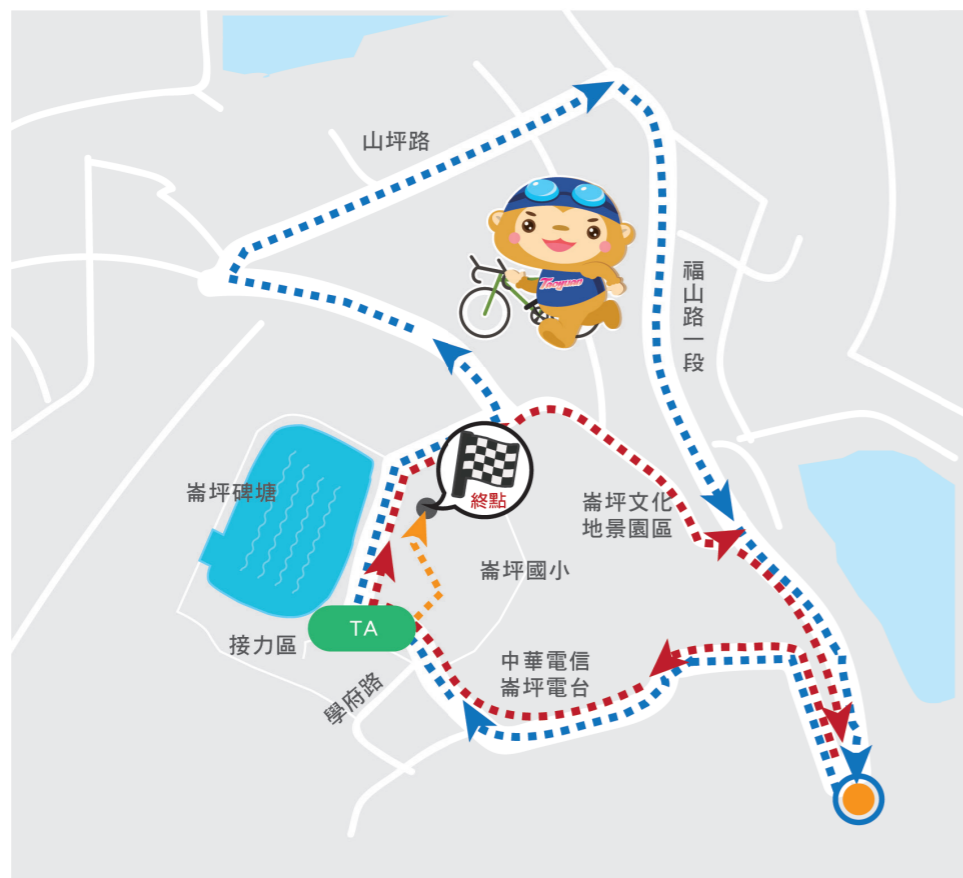 山坪路
Taoyuan
福山路一段
終點
崙坪碑塘
崙坪文化
地景園區
崙坪國小
TA
接力區
中華電信
崙坪電台
學府路